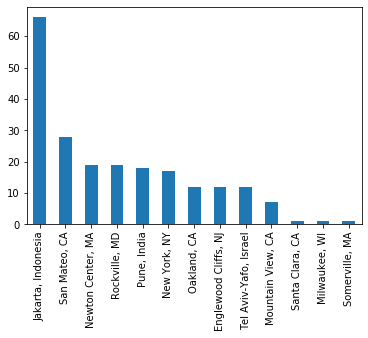 60
50
40
30
20
10
0
Jakarta, Indonesia
San Mateo, CA
Newton Center, MA
Rockville, MD
Pune, India
New York, NY
Oakland, CA
Englewood Cliffs, NJ
Tel Aviv-Yafo, Israel
Mountain View, CA
Santa Clara, CA
Milwaukee, WI
Somerville, MA